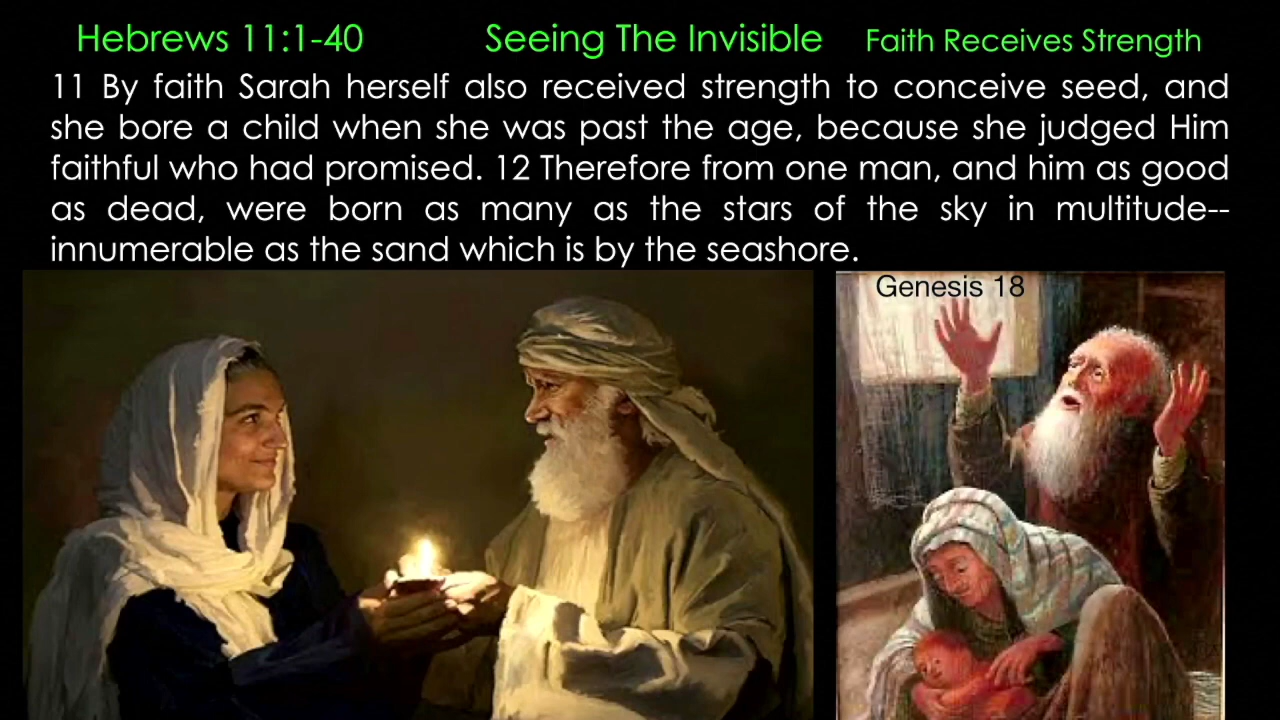 Hebrews 11:1-40 Seeing The Invisible Faith Receives Strength
11 By faith Sarah herself also received strength to conceive seed, and
she bore a child when she was past the age, because she judged Him
faithful who had promised. 12 Therefore from one man, and him as good
as dead, were born as many as the stars of the sky in multitude--
innumerable as the sand which is by the seashore.
Genesis 18